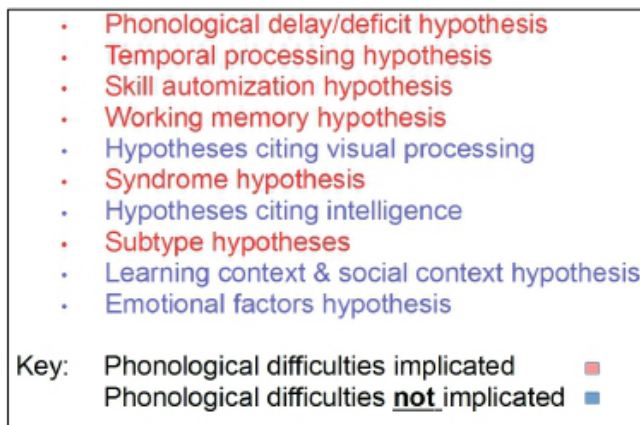 • Phonological delay/deficit hypothesis
• Temporal processing hypothesis
• Skill automization hypothesis
• Working memory hypothesis
• Hypotheses citing visual processing
• Syndrome hypothesis
• Hypotheses citing intelligence
• Subtype hypotheses
• Learning context & social context hypothesis
• Emotional factors hypothesis
Key: Phonological difficulties implicated
Phonological difficulties not implicated